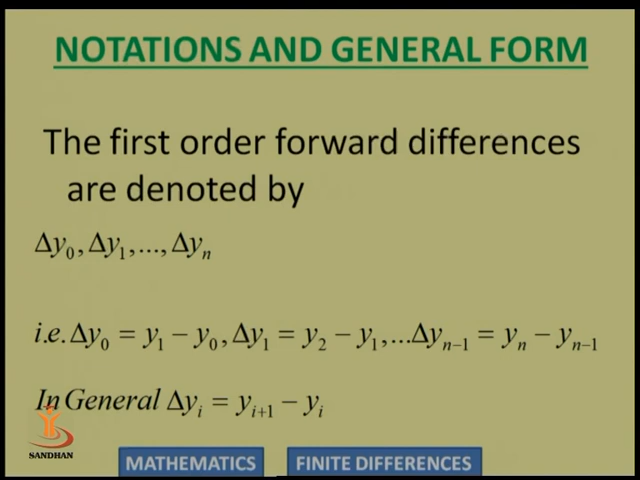 NOTATIONS AND GENERAL FORM
The first order forward differences
are denoted by
Δy₀, Δy₁, ..., Δyₙ
i.e. Δy₀ = y₁ − y₀, Δy₁ = y₂ − y₁, ...Δyₙ₋₁ = yₙ − yₙ₋₁
In General Δyᵢ = yᵢ₊₁ − yᵢ
SANDHAN
MATHEMATICS FINITE DIFFERENCES